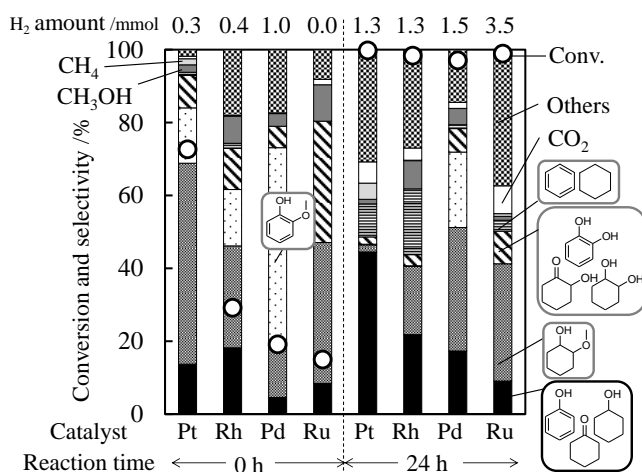 H₂ amount /mmol 0.3 0.4 1.0 0.0 1.3 1.3 1.5 3.5
Conversion and selectivity /%
100
80
60
40
20
0
CH₄
CH₃OH
Conv.
Others
CO₂
OH
O
OH
OH
O
OH
OH
OH
OH
O
OH
OH
O
Catalyst Pt Rh Pd Ru Pt Rh Pd Ru
Reaction time 0 h 24 h